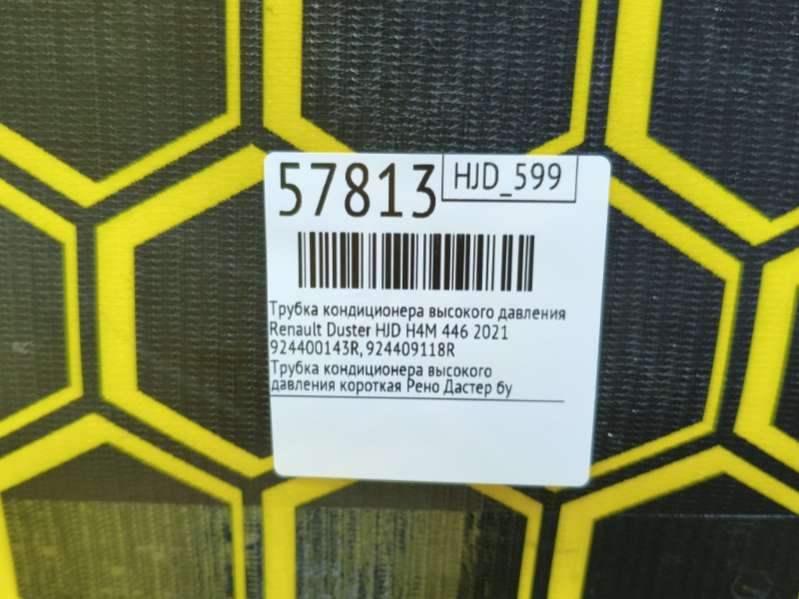 57813
HJD_599
Трубка кондиционера высокого давления
Renault Duster HJD H4M 446 2021
924400143R, 924409118R
Трубка кондиционера высокого
давления короткая Рено Дастер бу